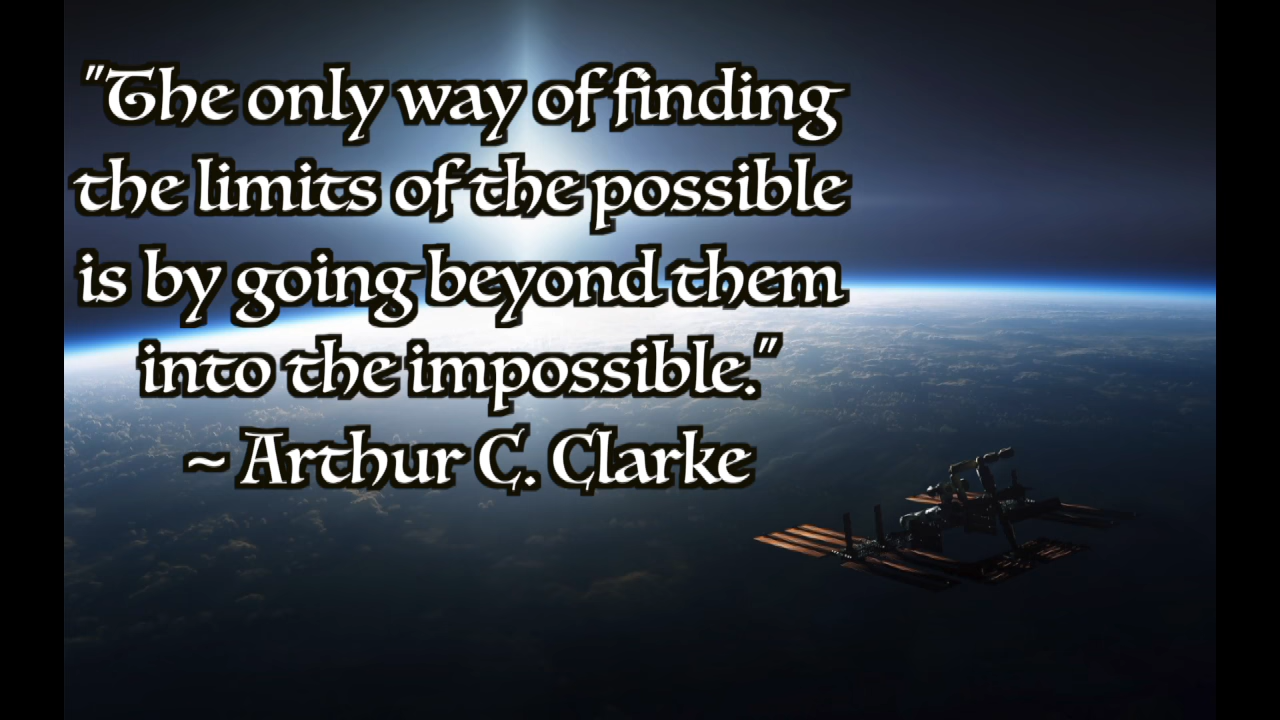 "The only way of finding
the limits of the possible
is by going beyond them
into the impossible."
~ Arthur C. Clarke